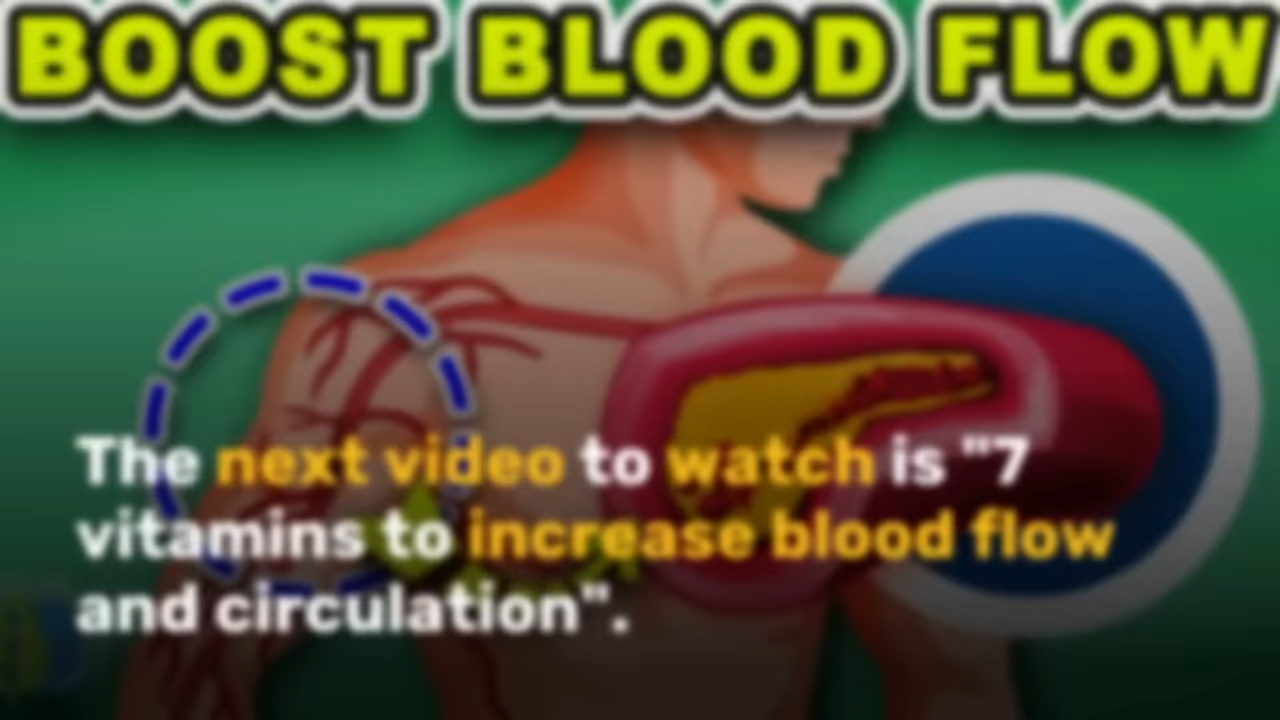 BOOST BLOOD FLOW
The next video to watch is "7
vitamins to increase blood flow
and circulation".